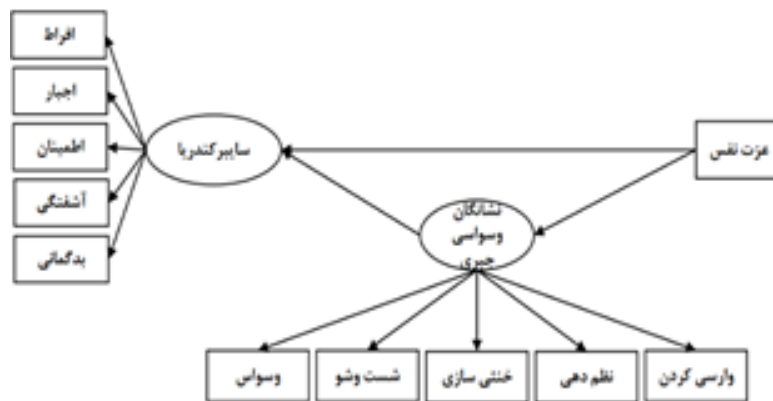 افراط
اجبار
اطمینان
آشفتگی
بدگمانی
سایبرکندریا
عزت نفس
نشانگان
وسواسی
جبری
وارسی کردن
نظم دهی
خنثی سازی
شست وشو
وسواس